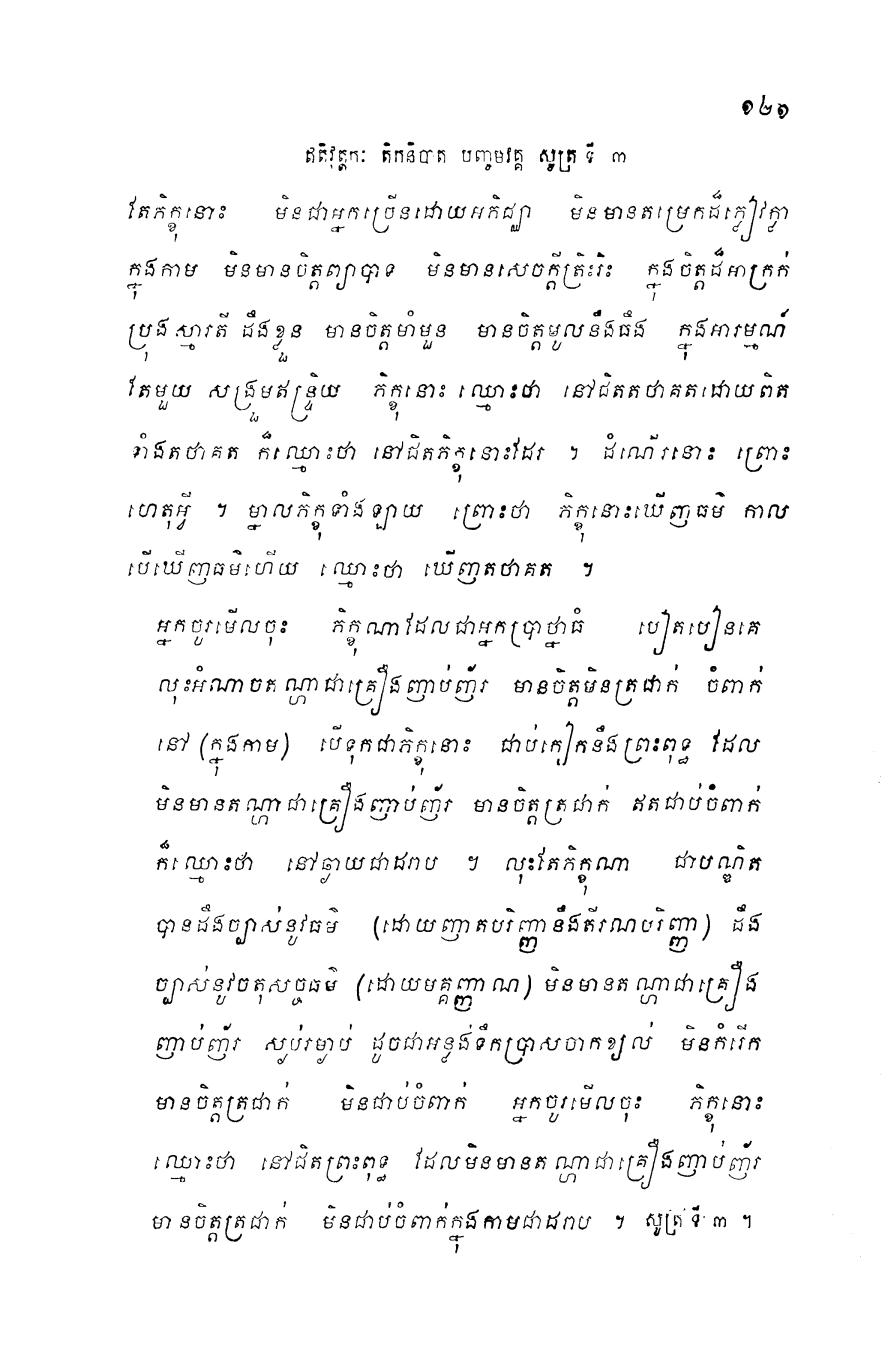 ១២១
ឥតិវុត្តកៈ តិកនិបាត បញ្ចមវគ្គ សូត្រ ទី ៣
តែភិក្ខុនោះ មិនជាអ្នកច្រើនដោយអភិជ្ឈា មិនមានតម្រេកដ៏ក្លៀវក្លា
ក្នុងកាម មិនមានចិត្តព្យាបាទ មិនមានសេចក្តីត្រិះរិះ ក្នុងចិត្តដ៏អាក្រក់
ប្រុងស្មារតី ដឹងខ្លួន មានចិត្តមាំមួន មានចិត្តមូលនឹងធឹង ក្នុងអារម្មណ៍
តែមួយ សង្រួមឥន្ទ្រិយ ភិក្ខុនោះ ឈ្មោះថា នៅជិតតថាគតដោយពិត
ទាំងតថាគត ក៏ឈ្មោះថា នៅជិតភិក្ខុនោះដែរ ។ ដំណើរនោះ ព្រោះ
ហេតុអ្វី ។ ម្នាលភិក្ខុទាំងឡាយ ព្រោះថា ភិក្ខុនោះឃើញធម៌ កាល
បើឃើញធម៌ហើយ ឈ្មោះថា ឃើញតថាគត ។
អ្នកចូរមើលចុះ ភិក្ខុណាដែលជាអ្នកប្រាថ្នាធំ បៀតបៀនគេ
លុះអំណាចតណ្ហាជាគ្រឿងញាប់ញ័រ មានចិត្តមិនត្រជាក់ ចំពាក់
នៅ (ក្នុងកាម) បើទុកជាភិក្ខុនោះ ជាប់កៀកនឹងព្រះពុទ្ធ ដែល
មិនមានតណ្ហាជាគ្រឿងញាប់ញ័រ មានចិត្តត្រជាក់ ឥតជាប់ចំពាក់
ក៏ឈ្មោះថា នៅឆ្ងាយជាដរាប ។ លុះតែភិក្ខុណា ជាបណ្ឌិត
បានដឹងច្បាស់នូវធម៌ (ដោយញាតបរិញ្ញានឹងតីរណបរិញ្ញា) ដឹង
ច្បាស់នូវចតុសច្ចធម៌ (ដោយមគ្គញ្ញាណ) មិនមានតណ្ហាជាគ្រឿង
ញាប់ញ័រ ស្ងប់រម្ងាប់ ដូចជាអន្លង់ទឹកប្រាសចាកខ្យល់ មិនកំរើក
មានចិត្តត្រជាក់ មិនជាប់ចំពាក់ អ្នកចូរមើលចុះ ភិក្ខុនោះ
ឈ្មោះថា នៅជិតព្រះពុទ្ធ ដែលមិនមានតណ្ហាជាគ្រឿងញាប់ញ័រ
មានចិត្តត្រជាក់ មិនជាប់ចំពាក់ក្នុងកាមជាដរាប ។ សូត្រ ទី ៣ ។